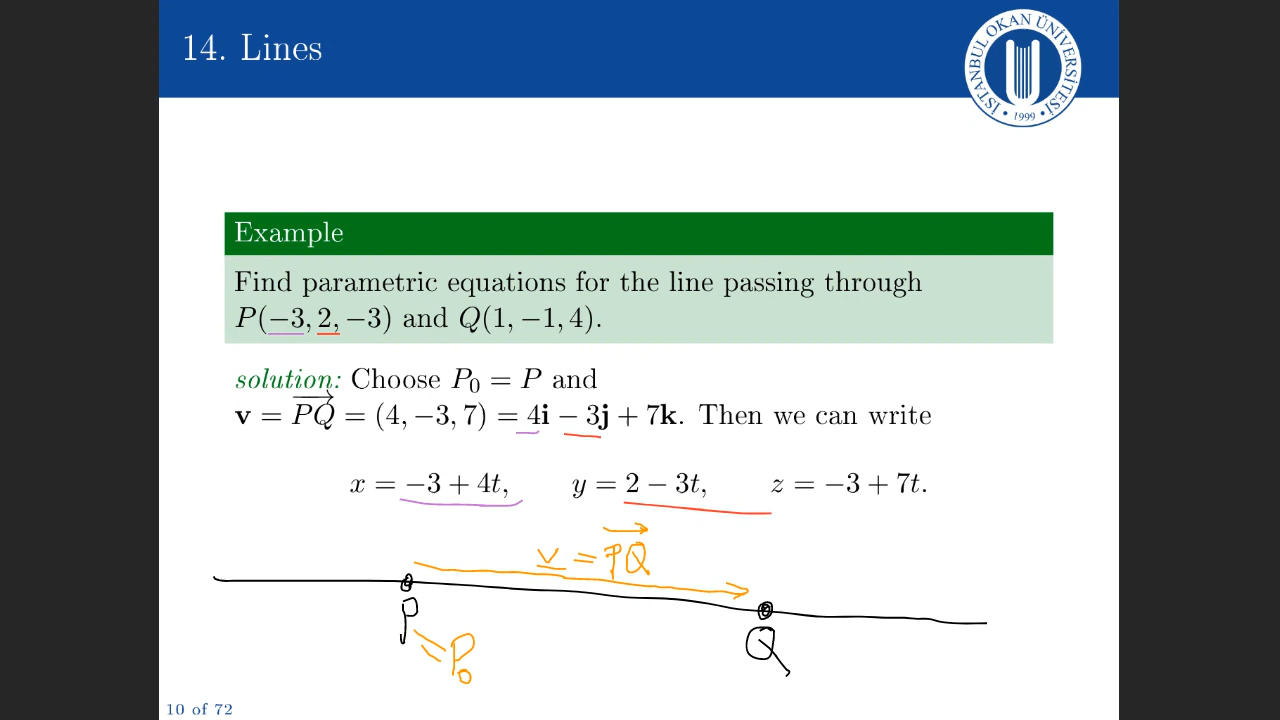 14. Lines
İSTANBUL OKAN ÜNİVERSİTESİ
• 1999 •
Example
Find parametric equations for the line passing through
P(−3, 2, −3) and Q(1, −1, 4).
solution: Choose P₀ = P and
v = PQ⃗ = (4, −3, 7) = 4i − 3j + 7k. Then we can write
x = −3 + 4t, y = 2 − 3t, z = −3 + 7t.
v = PQ⃗
P
= P₀
Q
10 of 72